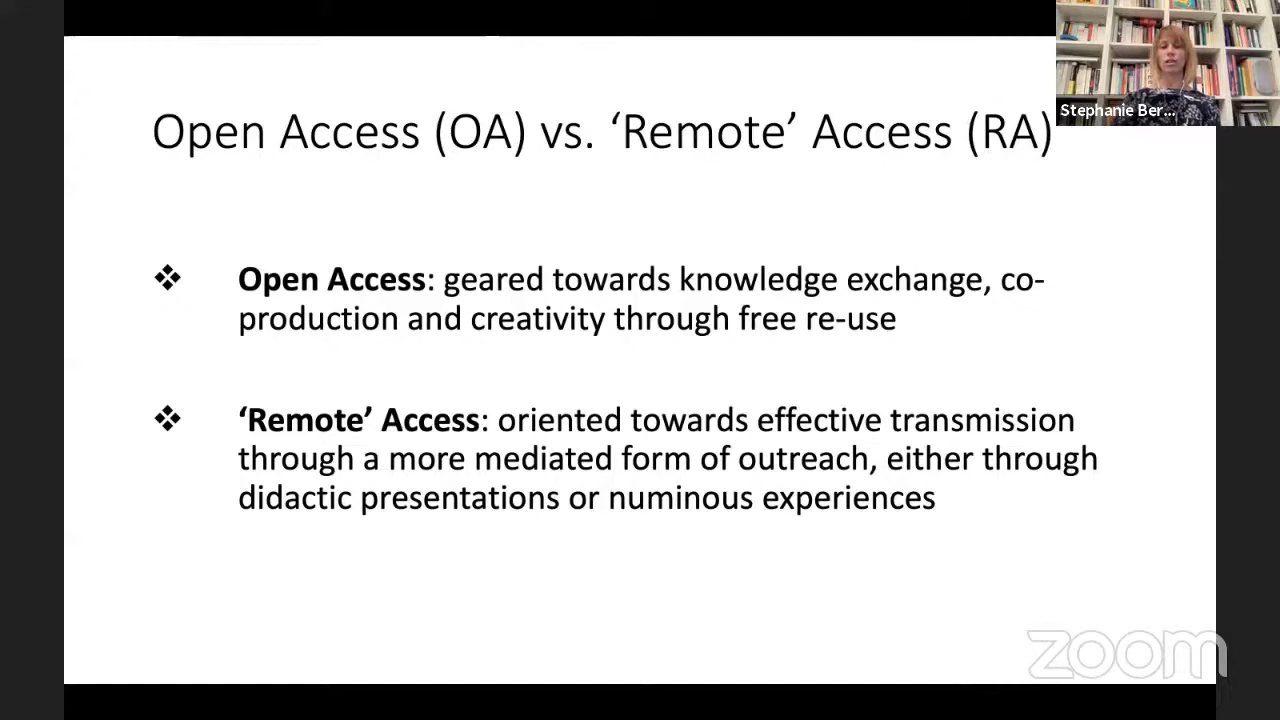 Stephanie Ber...
Open Access (OA) vs. ‘Remote’ Access (RA)
❖ Open Access: geared towards knowledge exchange, co-
production and creativity through free re-use
❖ ‘Remote’ Access: oriented towards effective transmission
through a more mediated form of outreach, either through
didactic presentations or numinous experiences
zoom